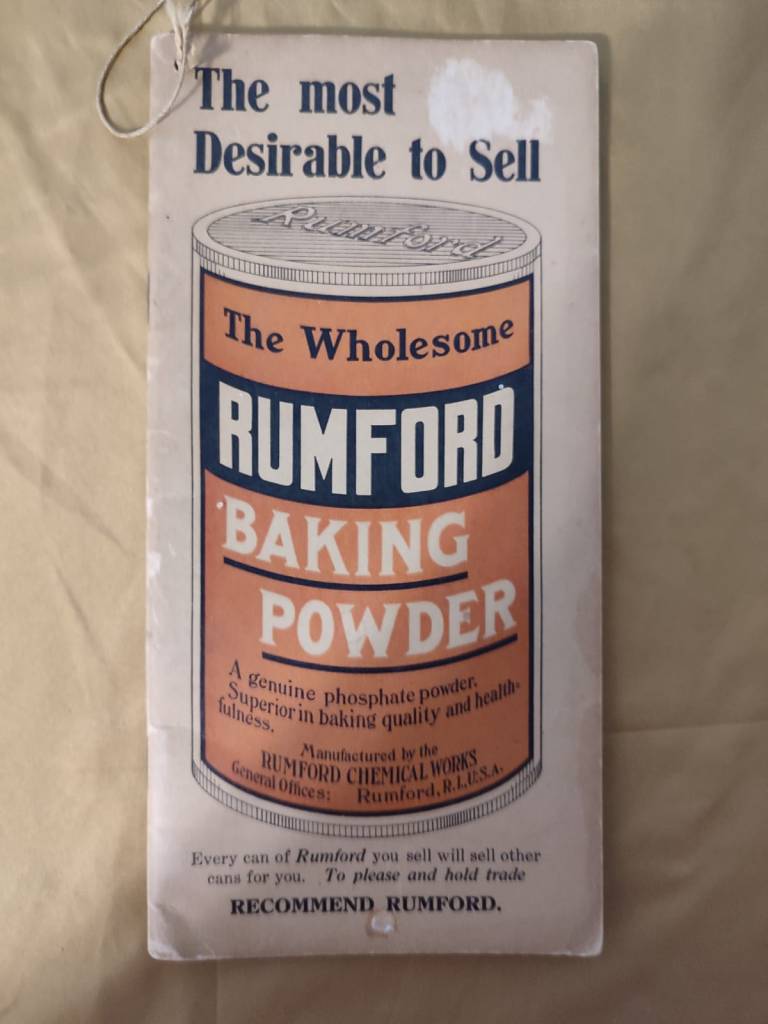 The most
Desirable to Sell
Rumford
The Wholesome
RUMFORD
BAKING
POWDER
A genuine phosphate powder.
Superior in baking quality and health-
fulness.
Manufactured by the
RUMFORD CHEMICAL WORKS
General Offices: Rumford, R.I., U.S.A.
Every can of Rumford you sell will sell other
cans for you. To please and hold trade
RECOMMEND RUMFORD.